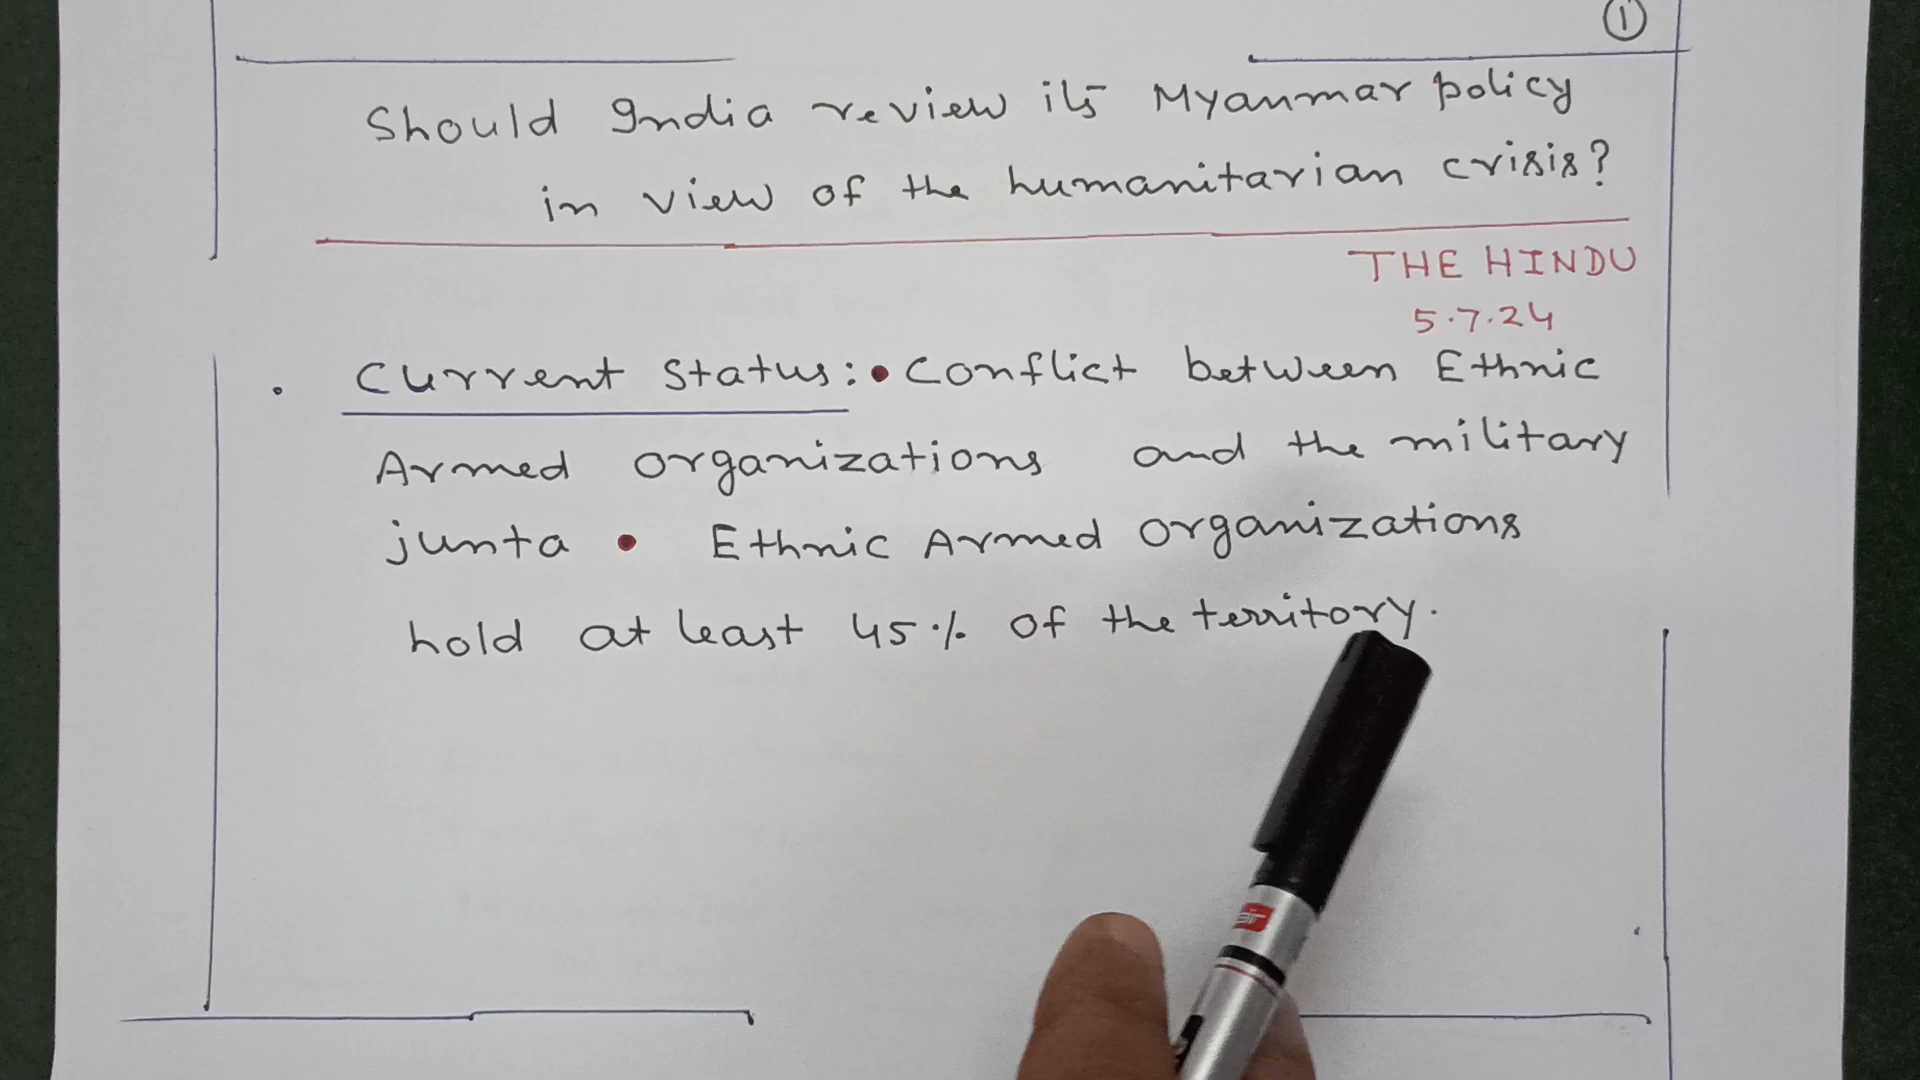 1
Should India review its Myanmar policy
in view of the humanitarian crisis?
THE HINDU
5.7.24
• Current Status: • Conflict between Ethnic
Armed organizations and the military
junta • Ethnic Armed Organizations
hold at least 45% of the territory.